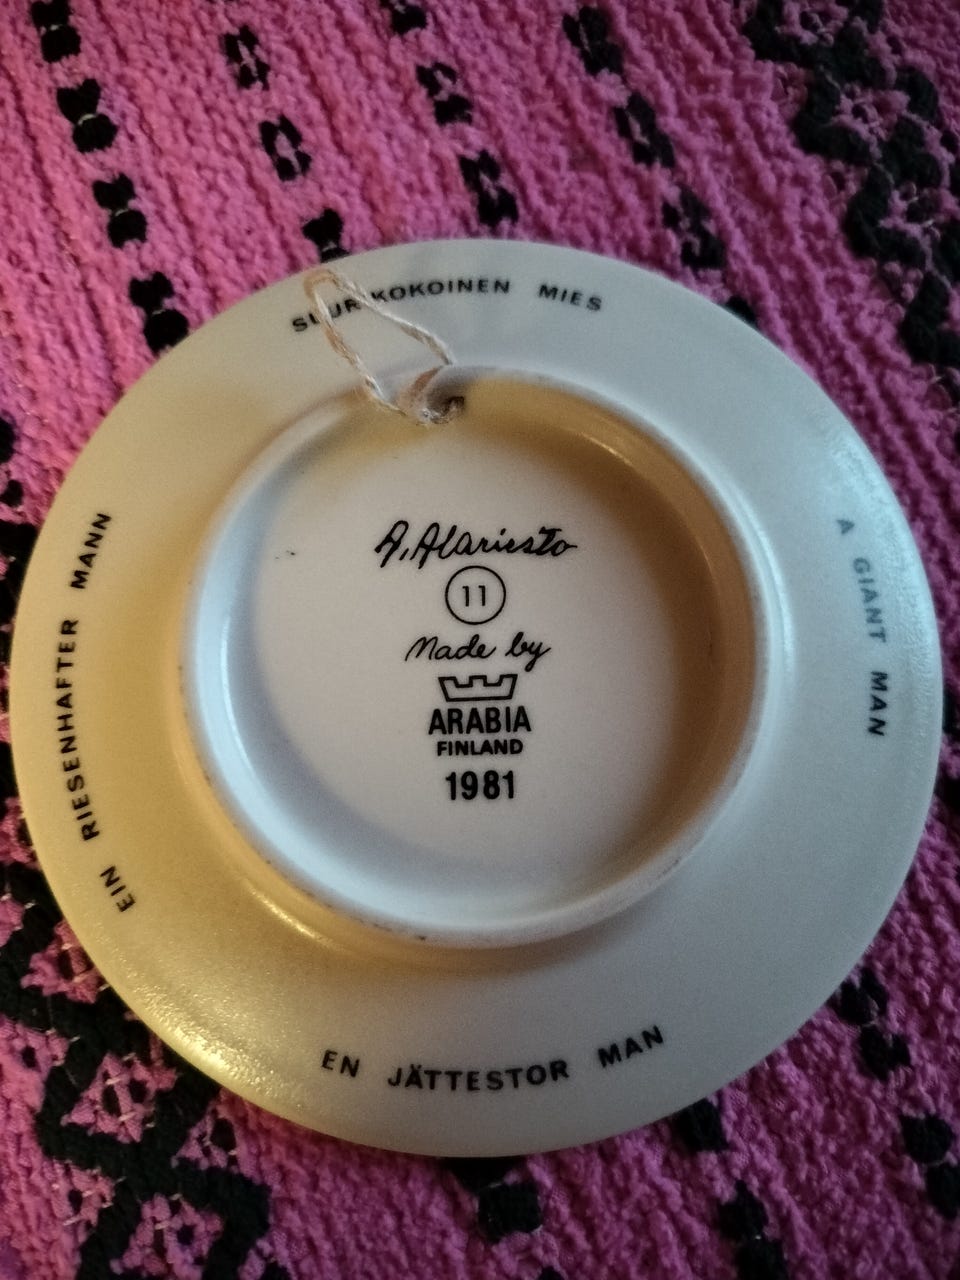 SUURIKOKOINEN MIES
A GIANT MAN
EN JÄTTESTOR MAN
EIN RIESENHAFTER MANN
A. Alariesto
11
Made by
ARABIA
FINLAND
1981